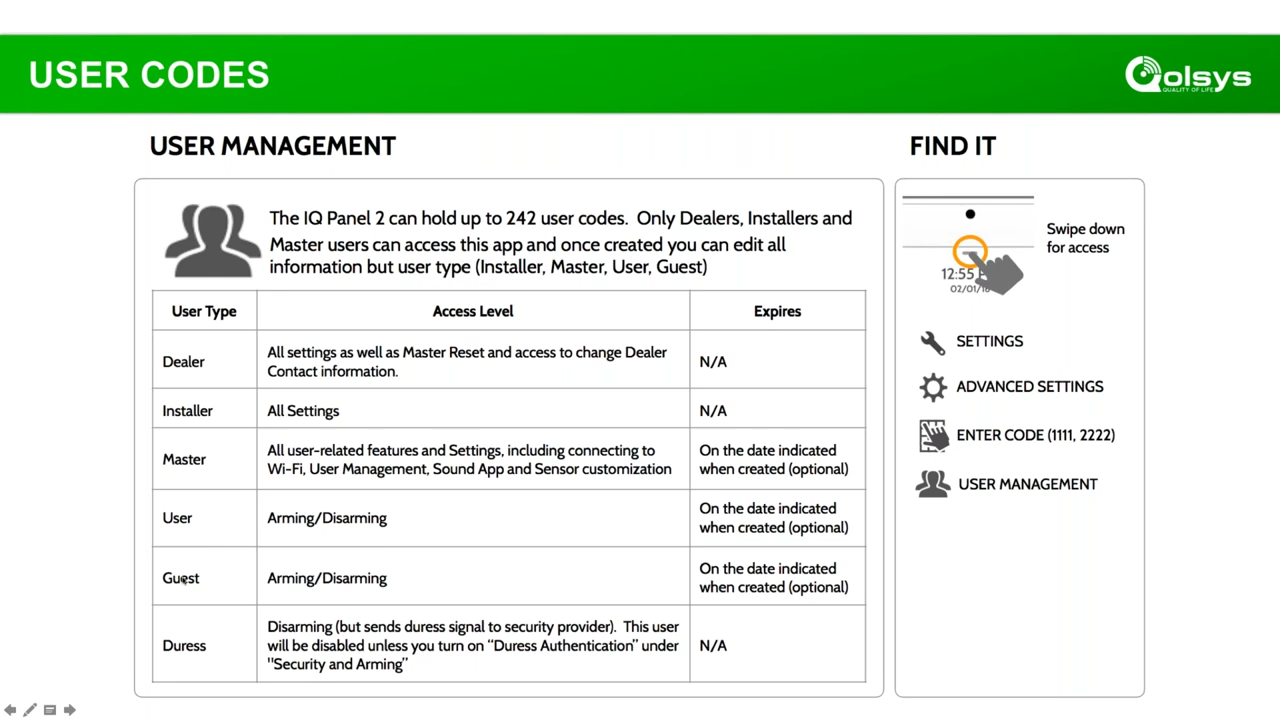 USER CODES
Qolsys
QUALITY OF LIFE
USER MANAGEMENT
The IQ Panel 2 can hold up to 242 user codes. Only Dealers, Installers and
Master users can access this app and once created you can edit all
information but user type (Installer, Master, User, Guest)
User Type
Access Level
Expires
Dealer
All settings as well as Master Reset and access to change Dealer
Contact information.
N/A
Installer
All Settings
N/A
Master
All user-related features and Settings, including connecting to
Wi-Fi, User Management, Sound App and Sensor customization
On the date indicated
when created (optional)
User
Arming/Disarming
On the date indicated
when created (optional)
Guest
Arming/Disarming
On the date indicated
when created (optional)
Duress
Disarming (but sends duress signal to security provider). This user
will be disabled unless you turn on “Duress Authentication” under
"Security and Arming”
N/A
FIND IT
Swipe down
for access
12:55
02/01/
SETTINGS
ADVANCED SETTINGS
ENTER CODE (1111, 2222)
USER MANAGEMENT